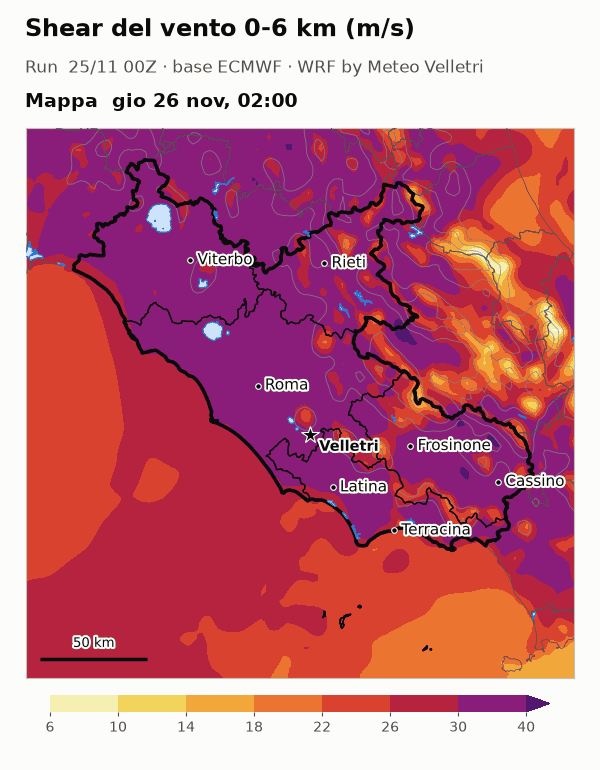 Shear del vento 0-6 km (m/s)
Run  25/11 00Z · base ECMWF · WRF by Meteo Velletri
Mappa  gio 26 nov, 02:00
Viterbo
Rieti
Roma
Velletri
Frosinone
Latina
Cassino
Terracina
50 km
6 10 14 18 22 26 30 40